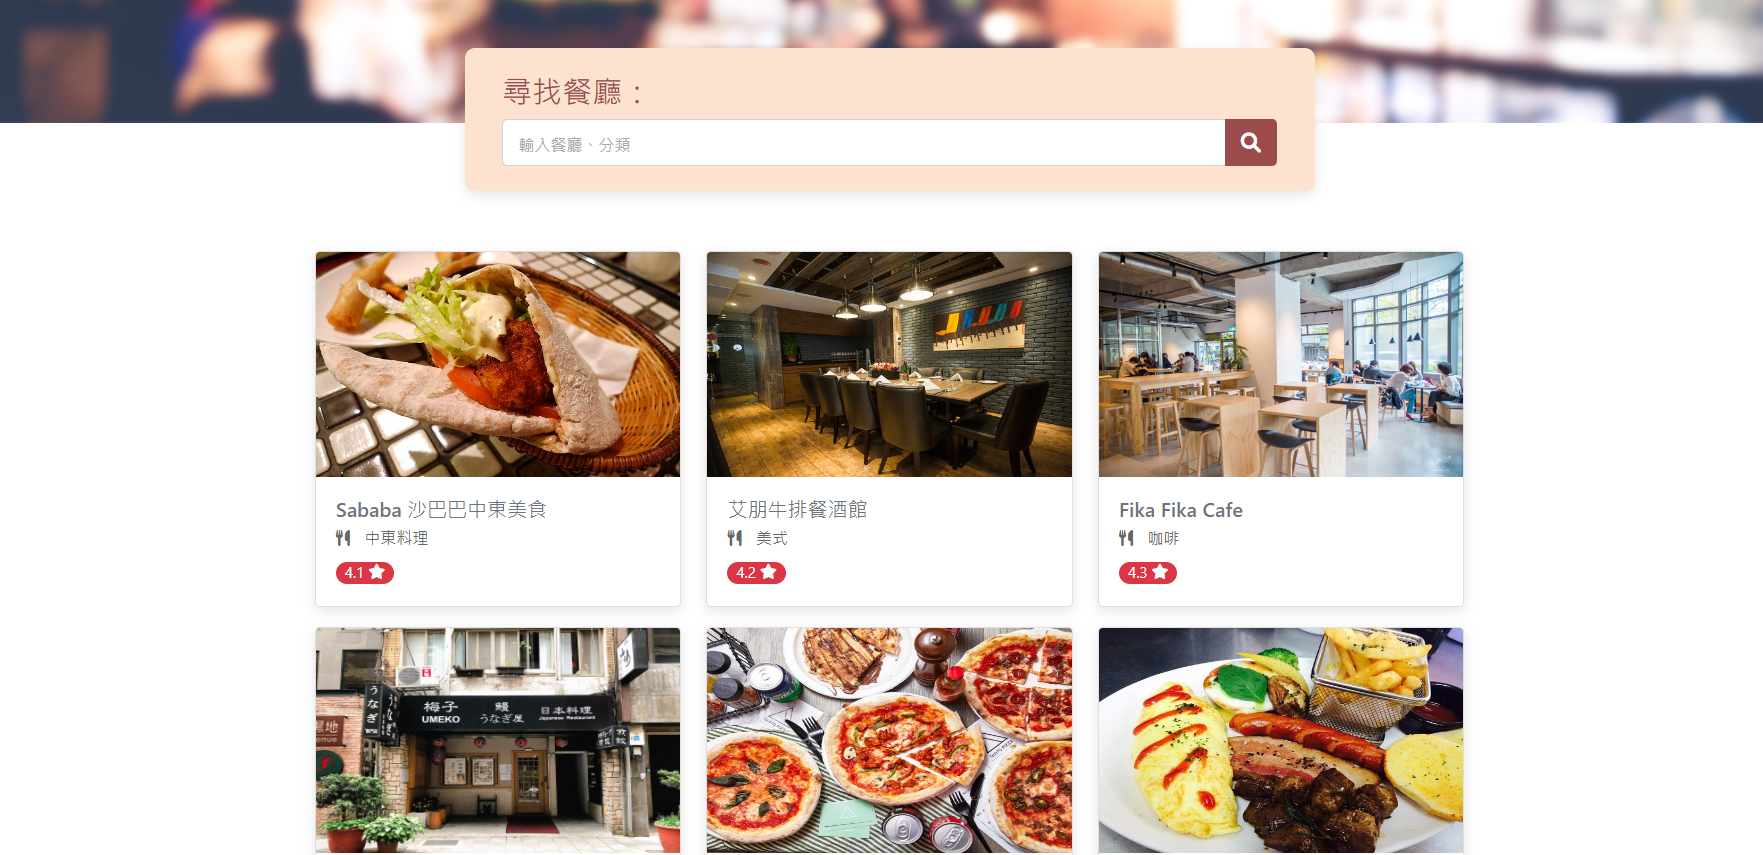 尋找餐廳：
輸入餐廳、分類
Sababa 沙巴巴中東美食
中東料理
4.1
艾朋牛排餐酒館
美式
4.2
Fika Fika Cafe
咖啡
4.3
うなぎ
梅子 鰻 日本料理
UMEKO うなぎ屋 Japanese Restaurant